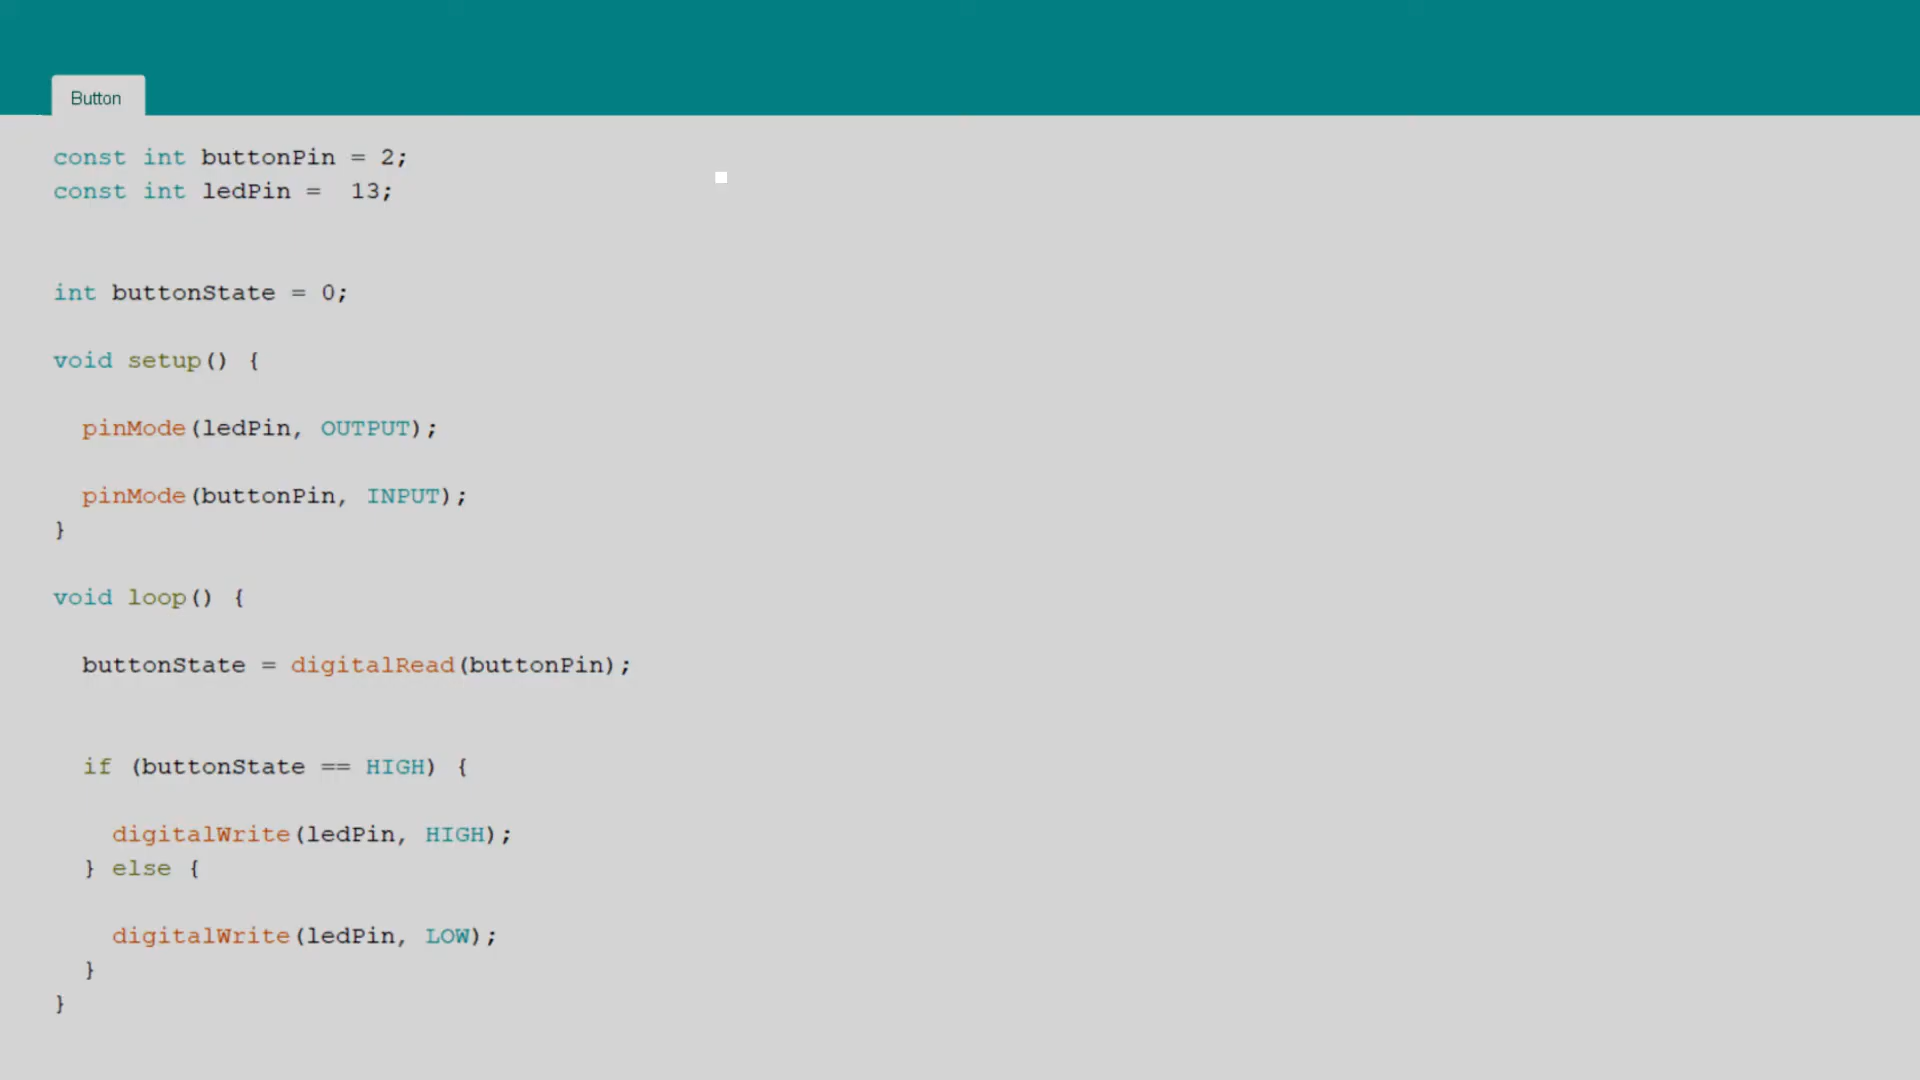 Button
const int buttonPin = 2;
const int ledPin =  13;
int buttonState = 0;
void setup() {
pinMode(ledPin, OUTPUT);
pinMode(buttonPin, INPUT);
}
void loop() {
buttonState = digitalRead(buttonPin);
if (buttonState == HIGH) {
digitalWrite(ledPin, HIGH);
} else {
digitalWrite(ledPin, LOW);
}
}